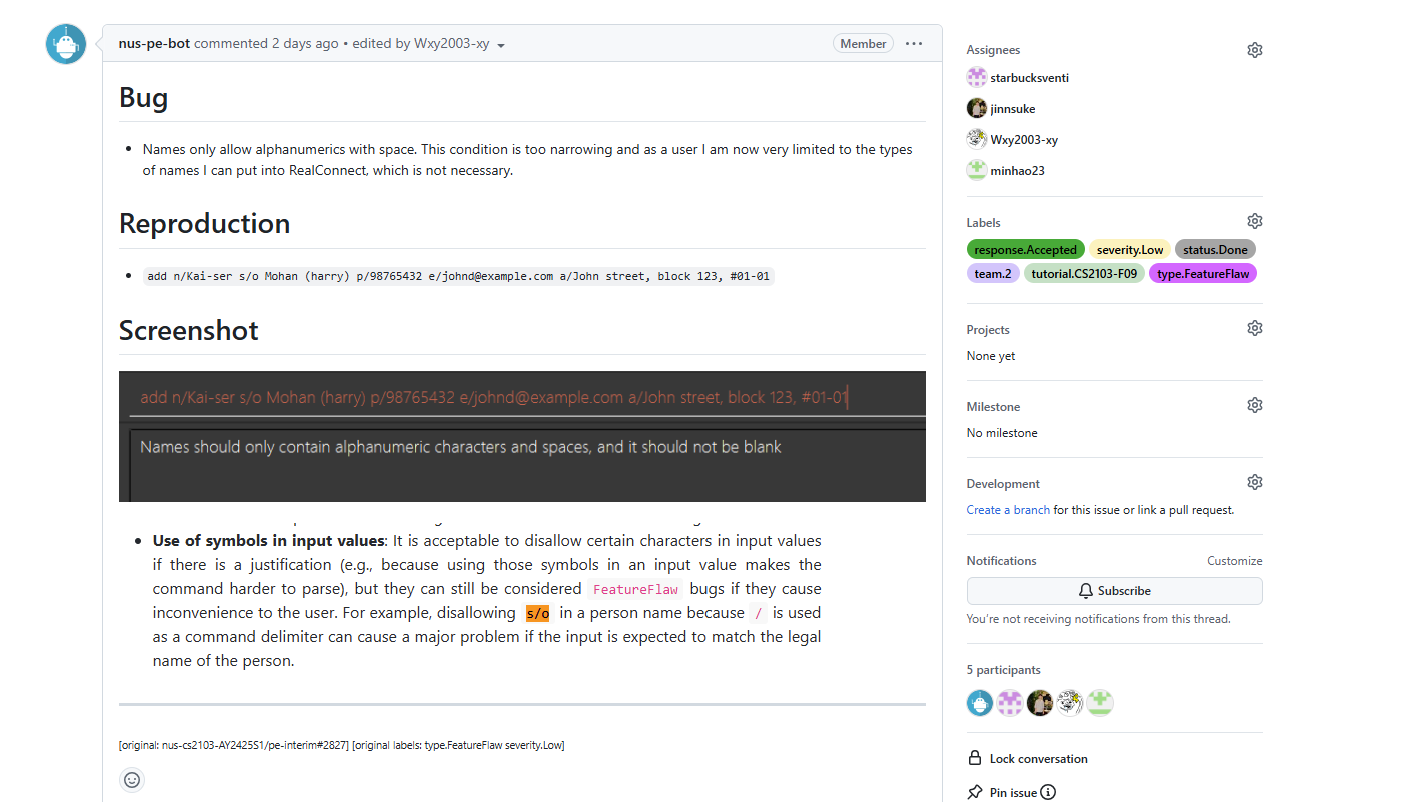 nus-pe-bot commented 2 days ago • edited by Wxy2003-xy
Member
Bug
Names only allow alphanumerics with space. This condition is too narrowing and as a user I am now very limited to the types
of names I can put into RealConnect, which is not necessary.
Reproduction
add n/Kai-ser s/o Mohan (harry) p/98765432 e/johnd@example.com a/John street, block 123, #01-01
Screenshot
add n/Kai-ser s/o Mohan (harry) p/98765432 e/johnd@example.com a/John street, block 123, #01-01
Names should only contain alphanumeric characters and spaces, and it should not be blank
Use of symbols in input values: It is acceptable to disallow certain characters in input values
if there is a justification (e.g., because using those symbols in an input value makes the
command harder to parse), but they can still be considered FeatureFlaw bugs if they cause
inconvenience to the user. For example, disallowing s/o in a person name because / is used
as a command delimiter can cause a major problem if the input is expected to match the legal
name of the person.
[original: nus-cs2103-AY2425S1/pe-interim#2827] [original labels: type.FeatureFlaw severity.Low]
Assignees
starbucksventi
jinnsuke
Wxy2003-xy
minhao23
Labels
response.Accepted severity.Low status.Done
team.2 tutorial.CS2103-F09 type.FeatureFlaw
Projects
None yet
Milestone
No milestone
Development
Create a branch for this issue or link a pull request.
Notifications
Customize
Subscribe
You're not receiving notifications from this thread.
5 participants
Lock conversation
Pin issue